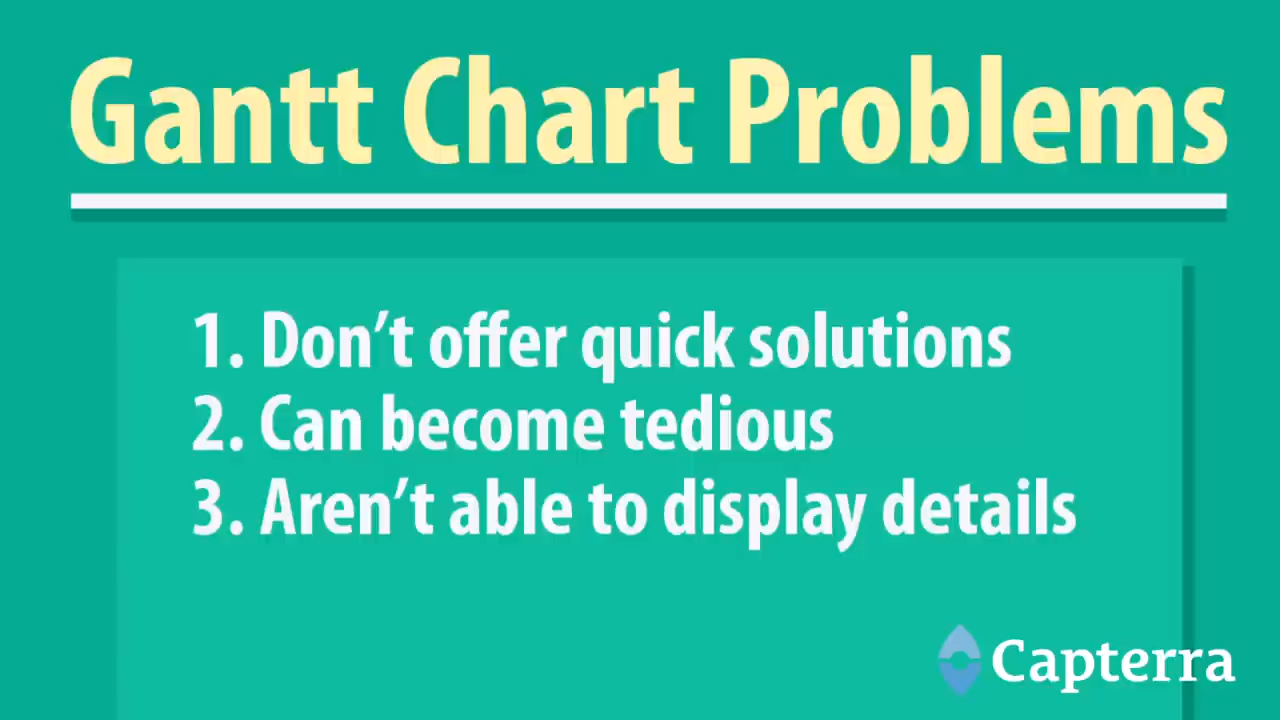 Gantt Chart Problems
1. Don’t offer quick solutions
2. Can become tedious
3. Aren’t able to display details
Capterra